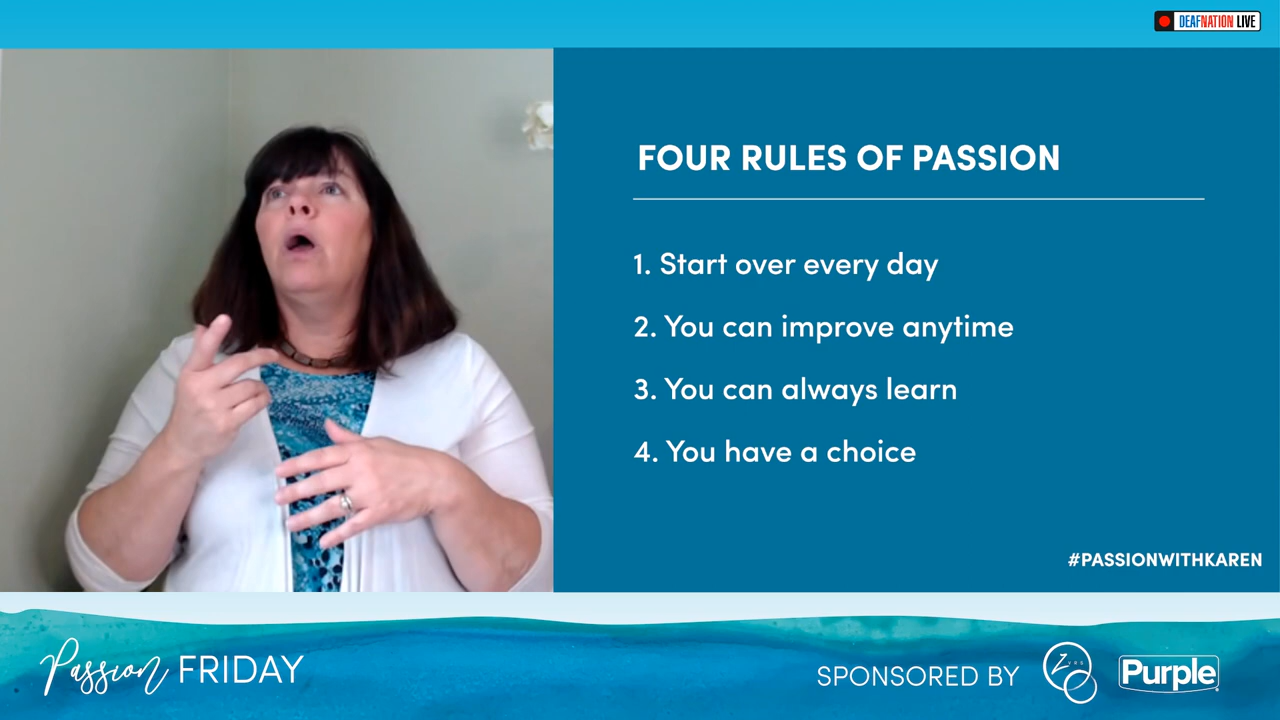 DEAFNATION LIVE
FOUR RULES OF PASSION
1. Start over every day
2. You can improve anytime
3. You can always learn
4. You have a choice
#PASSIONWITHKAREN
Passion FRIDAY
SPONSORED BY
Purple